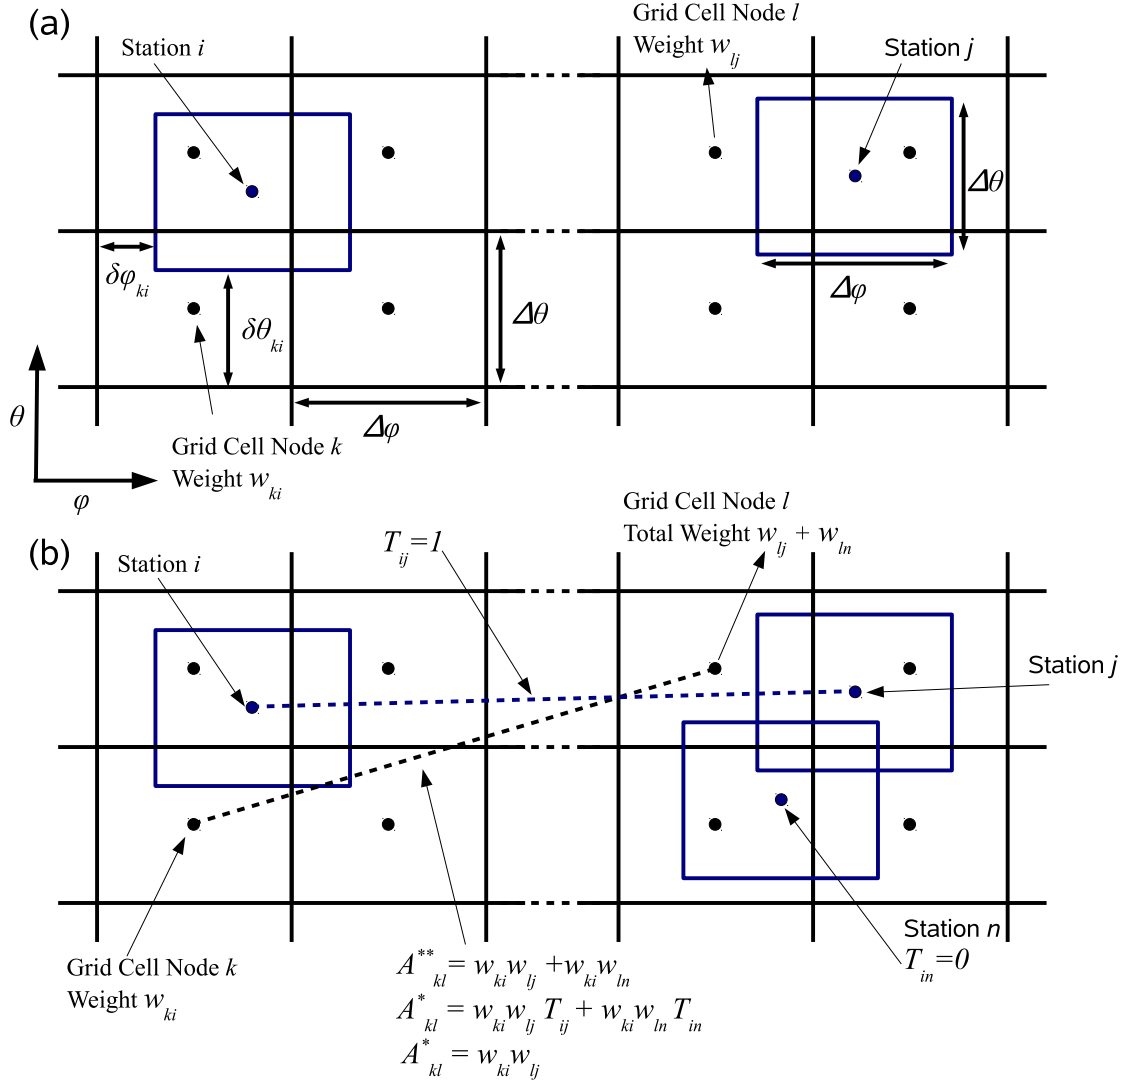 (a)
Station i
Grid Cell Node l
Weight w_lj
Station j
Δθ
δφ_ki
Δφ
δθ_ki
Δθ
θ
Δφ
Grid Cell Node k
Weight w_ki
φ
(b)
Station i
T_ij=1
Grid Cell Node l
Total Weight w_lj + w_ln
Station j
Station n
T_in=0
Grid Cell Node k
Weight w_ki
A^**_kl = w_ki w_lj + w_ki w_ln
A^*_kl = w_ki w_lj T_ij + w_ki w_ln T_in
A^*_kl = w_ki w_lj